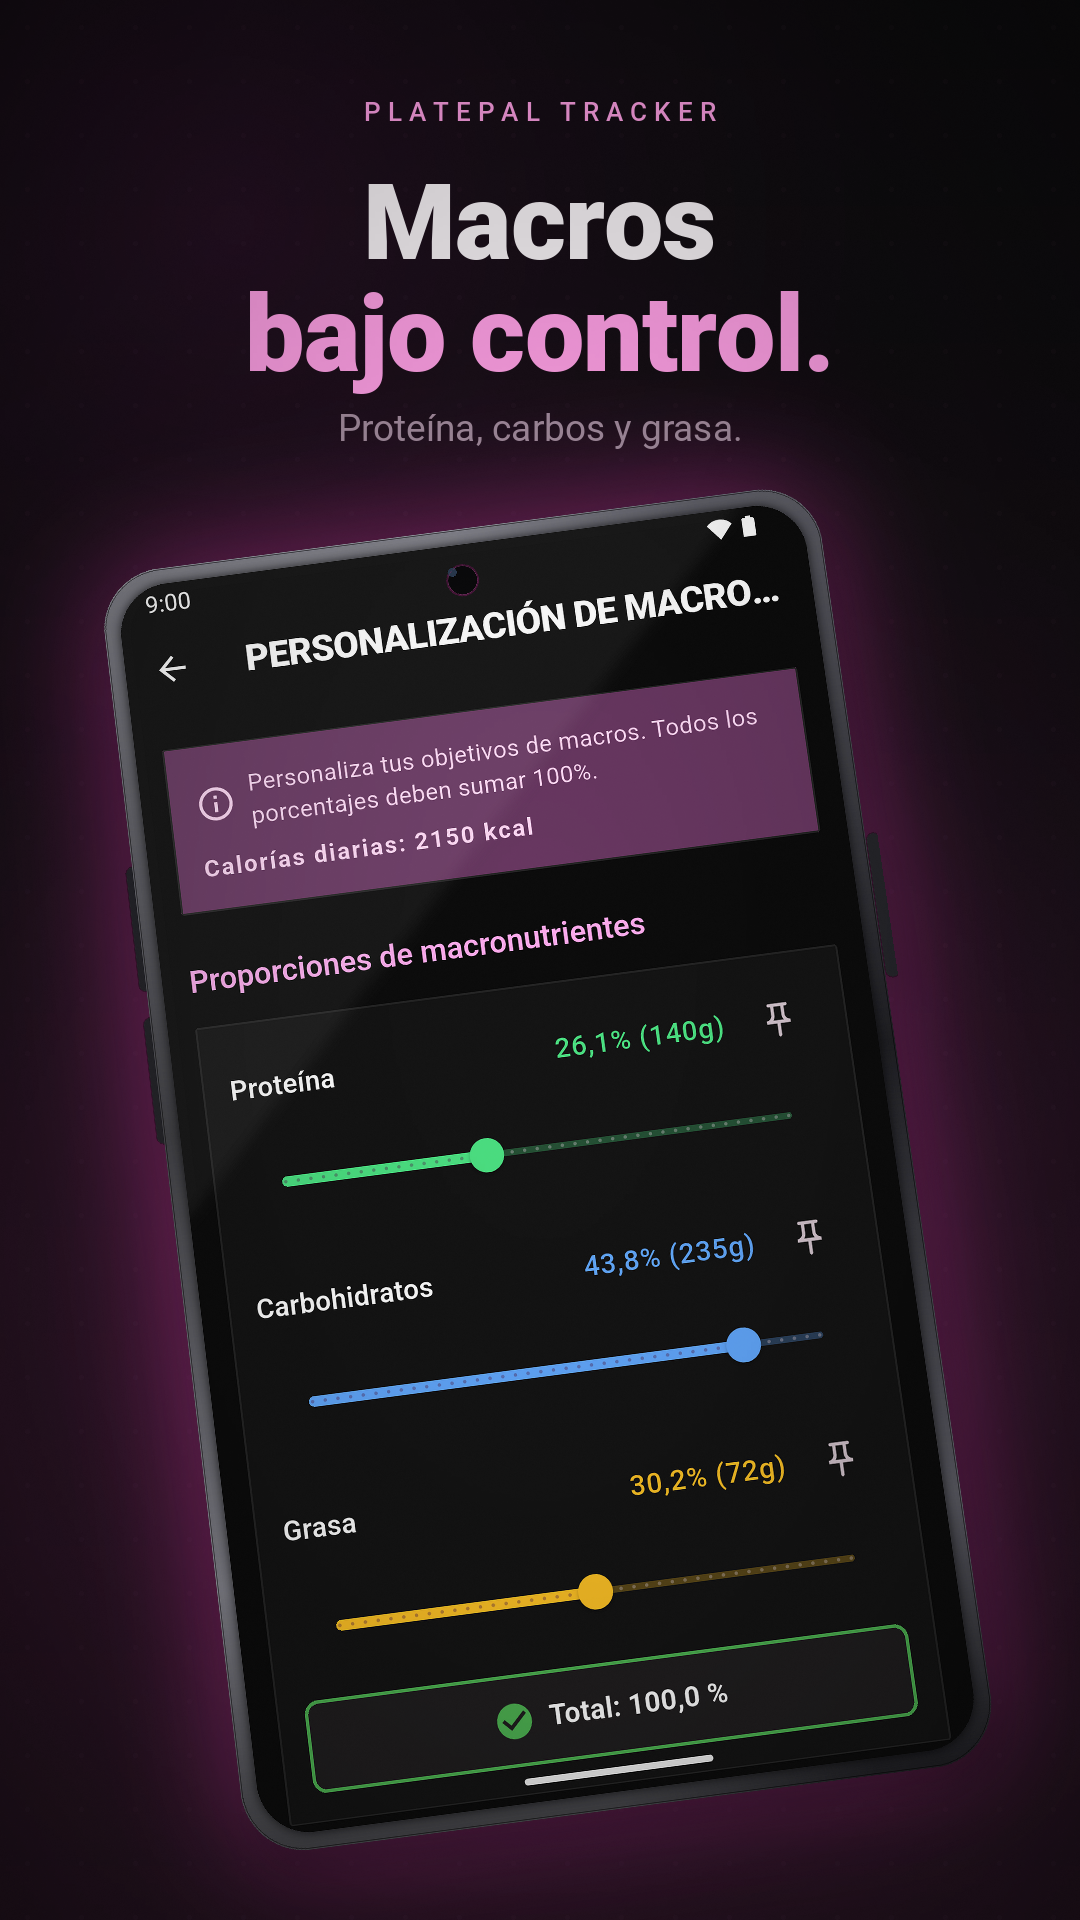 PLATEPAL TRACKER
Macros
bajo control.
Proteína, carbos y grasa.
9:00
PERSONALIZACIÓN DE MACRO...
Personaliza tus objetivos de macros. Todos los
porcentajes deben sumar 100%.
Calorías diarias: 2150 kcal
Proporciones de macronutrientes
Proteína
26,1% (140g)
Carbohidratos
43,8% (235g)
Grasa
30,2% (72g)
Total: 100,0 %